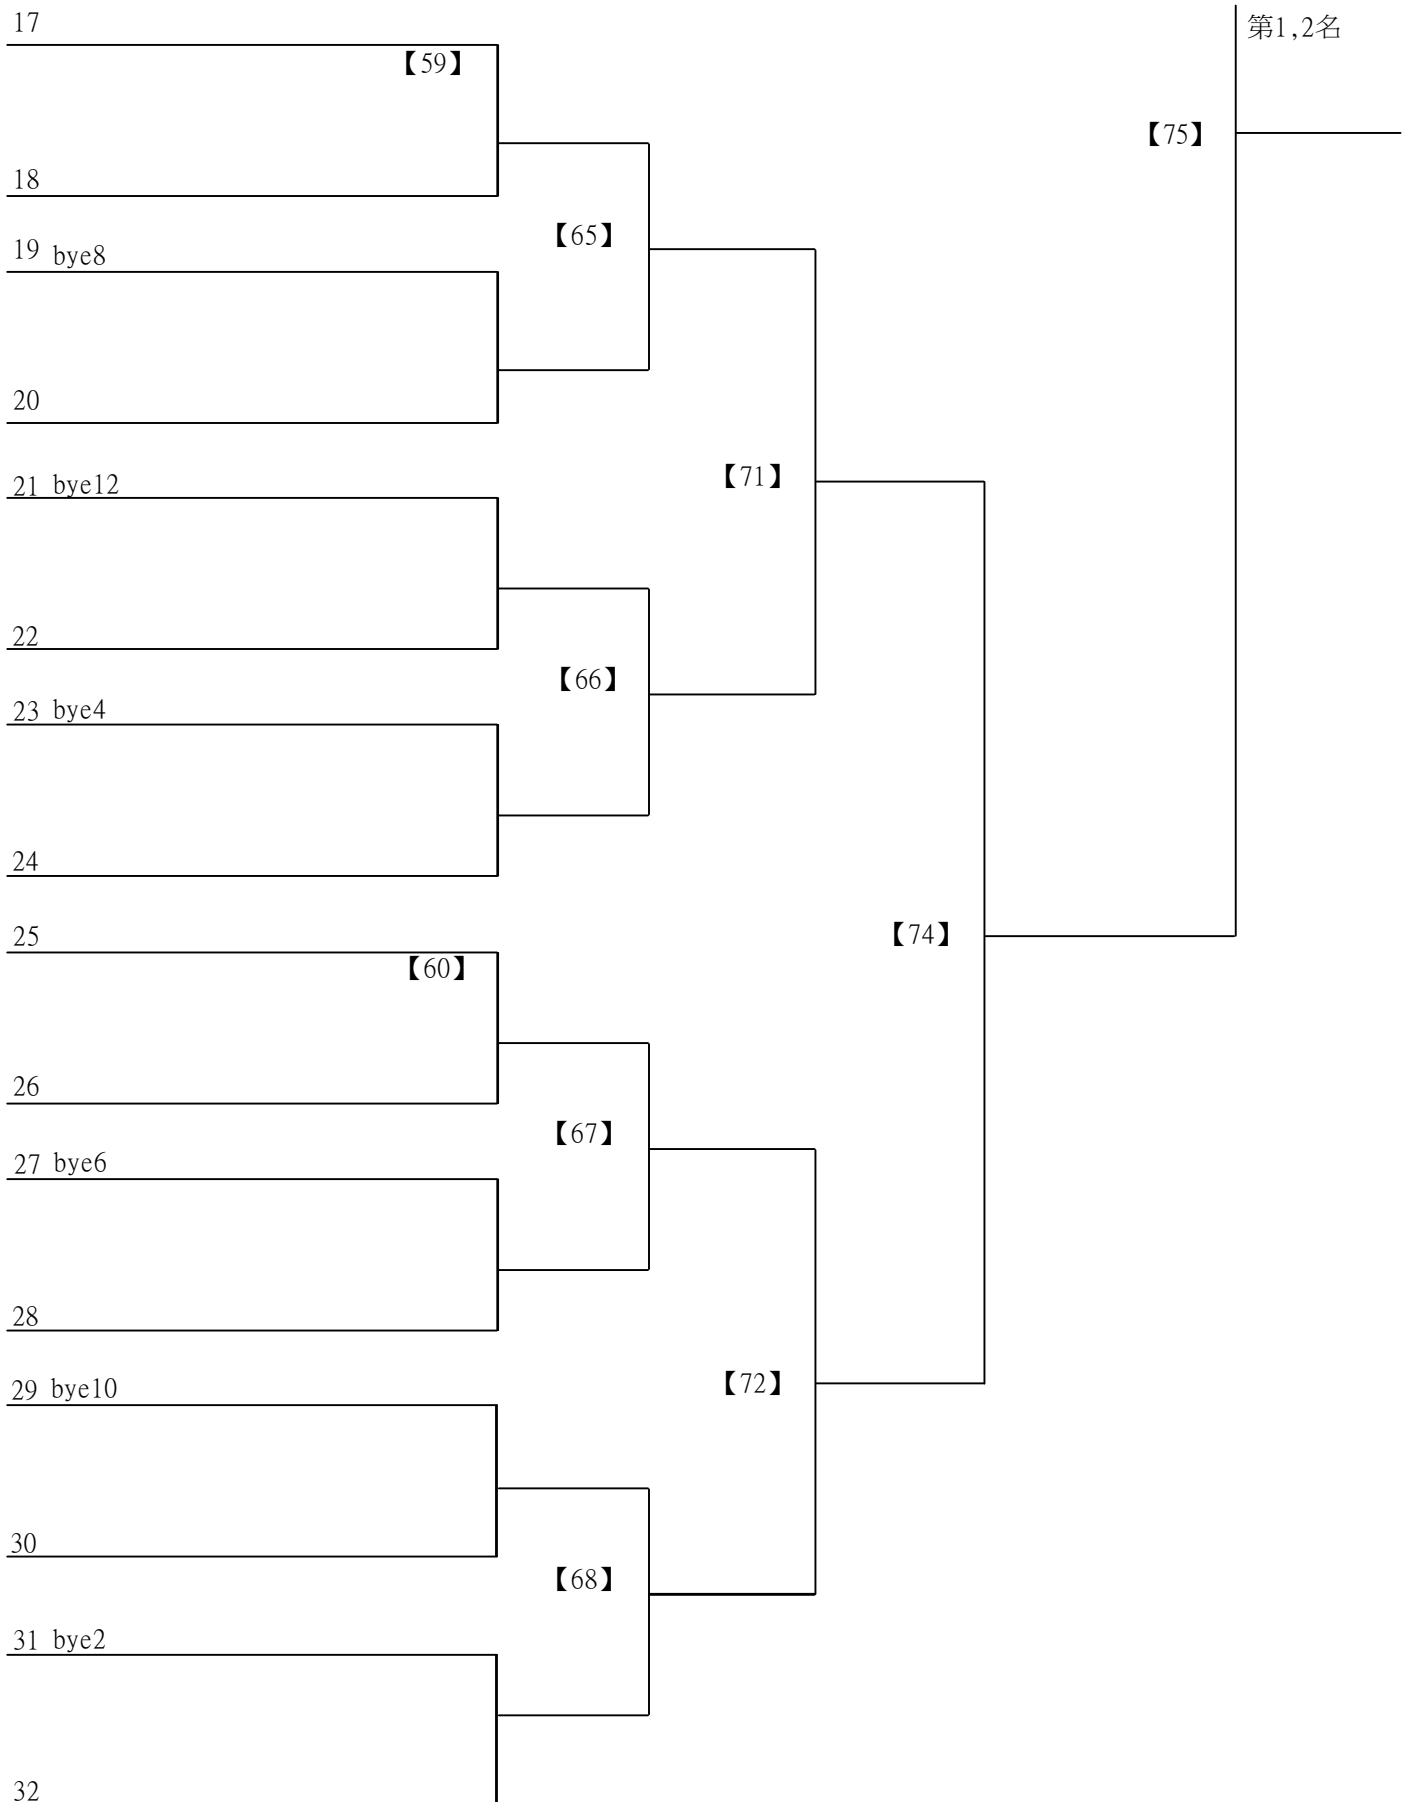 17
第1,2名
【59】
【75】
18
【65】
19 bye8
20
【71】
21 bye12
22
【66】
23 bye4
24
25
【74】
【60】
26
【67】
27 bye6
28
【72】
29 bye10
30
【68】
31 bye2
32